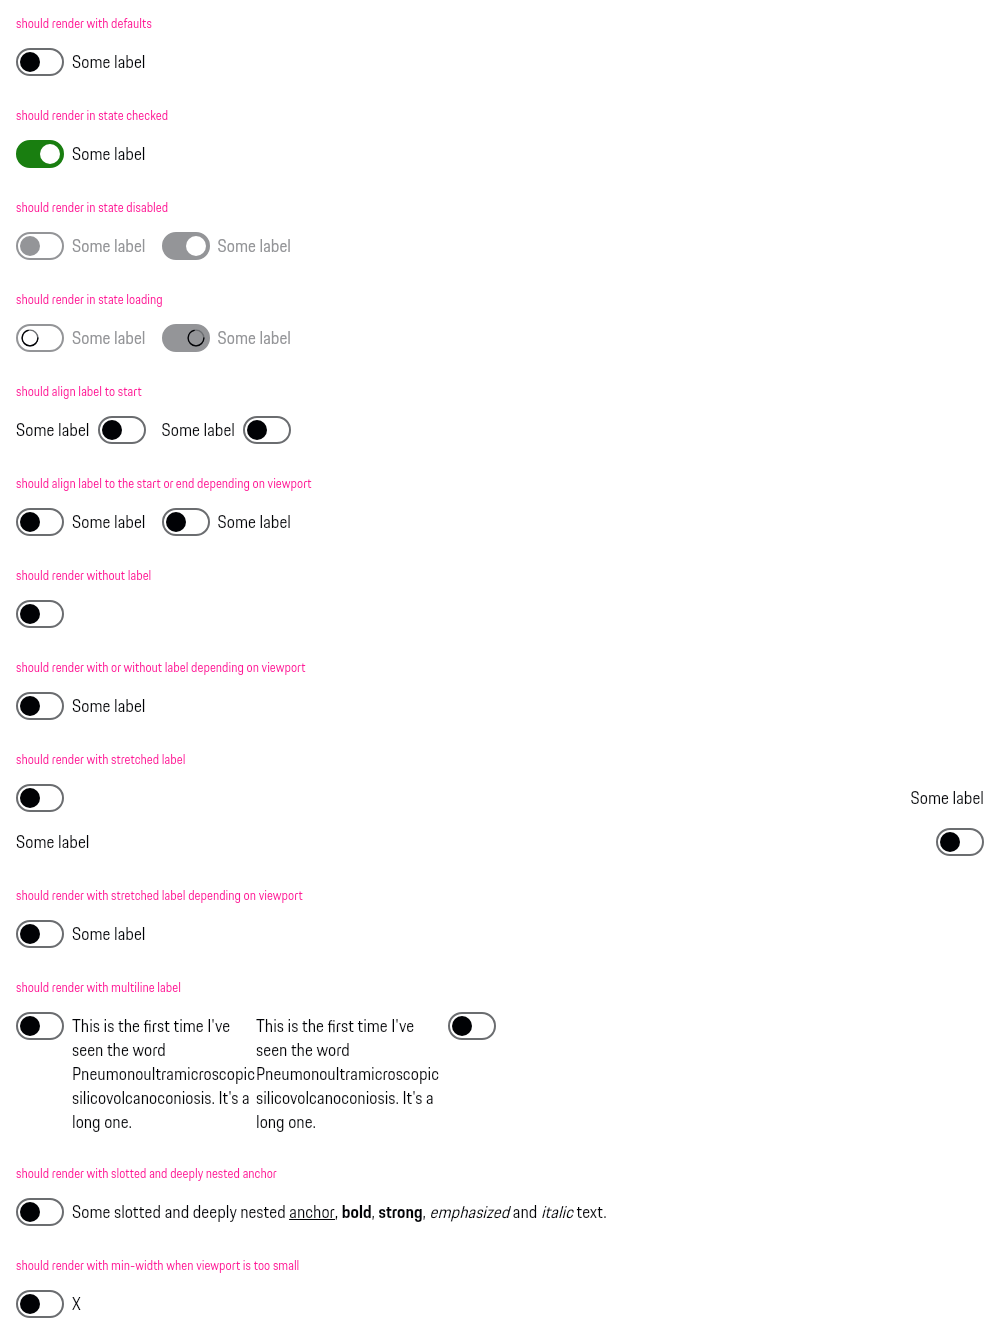 should render with defaults
Some label
should render in state checked
Some label
should render in state disabled
Some label Some label
should render in state loading
Some label Some label
should align label to start
Some label Some label
should align label to the start or end depending on viewport
Some label Some label
should render without label
should render with or without label depending on viewport
Some label
should render with stretched label
Some label
Some label
should render with stretched label depending on viewport
Some label
should render with multiline label
This is the first time I've
seen the word
Pneumonoultramicroscopic
silicovolcanoconiosis. It's a
long one.
This is the first time I've
seen the word
Pneumonoultramicroscopic
silicovolcanoconiosis. It's a
long one.
should render with slotted and deeply nested anchor
Some slotted and deeply nested anchor, bold, strong, emphasized and italic text.
should render with min-width when viewport is too small
X